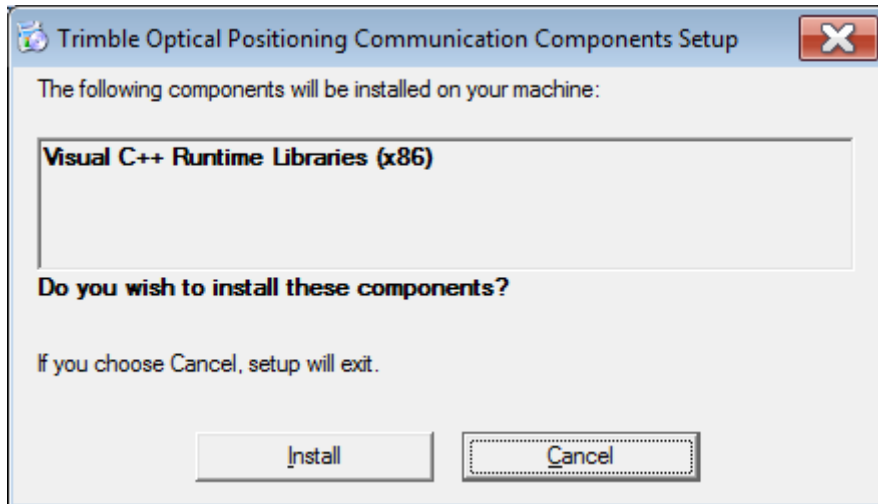 Trimble Optical Positioning Communication Components Setup
The following components will be installed on your machine:
Visual C++ Runtime Libraries (x86)
Do you wish to install these components?
If you choose Cancel, setup will exit.
Install
Cancel